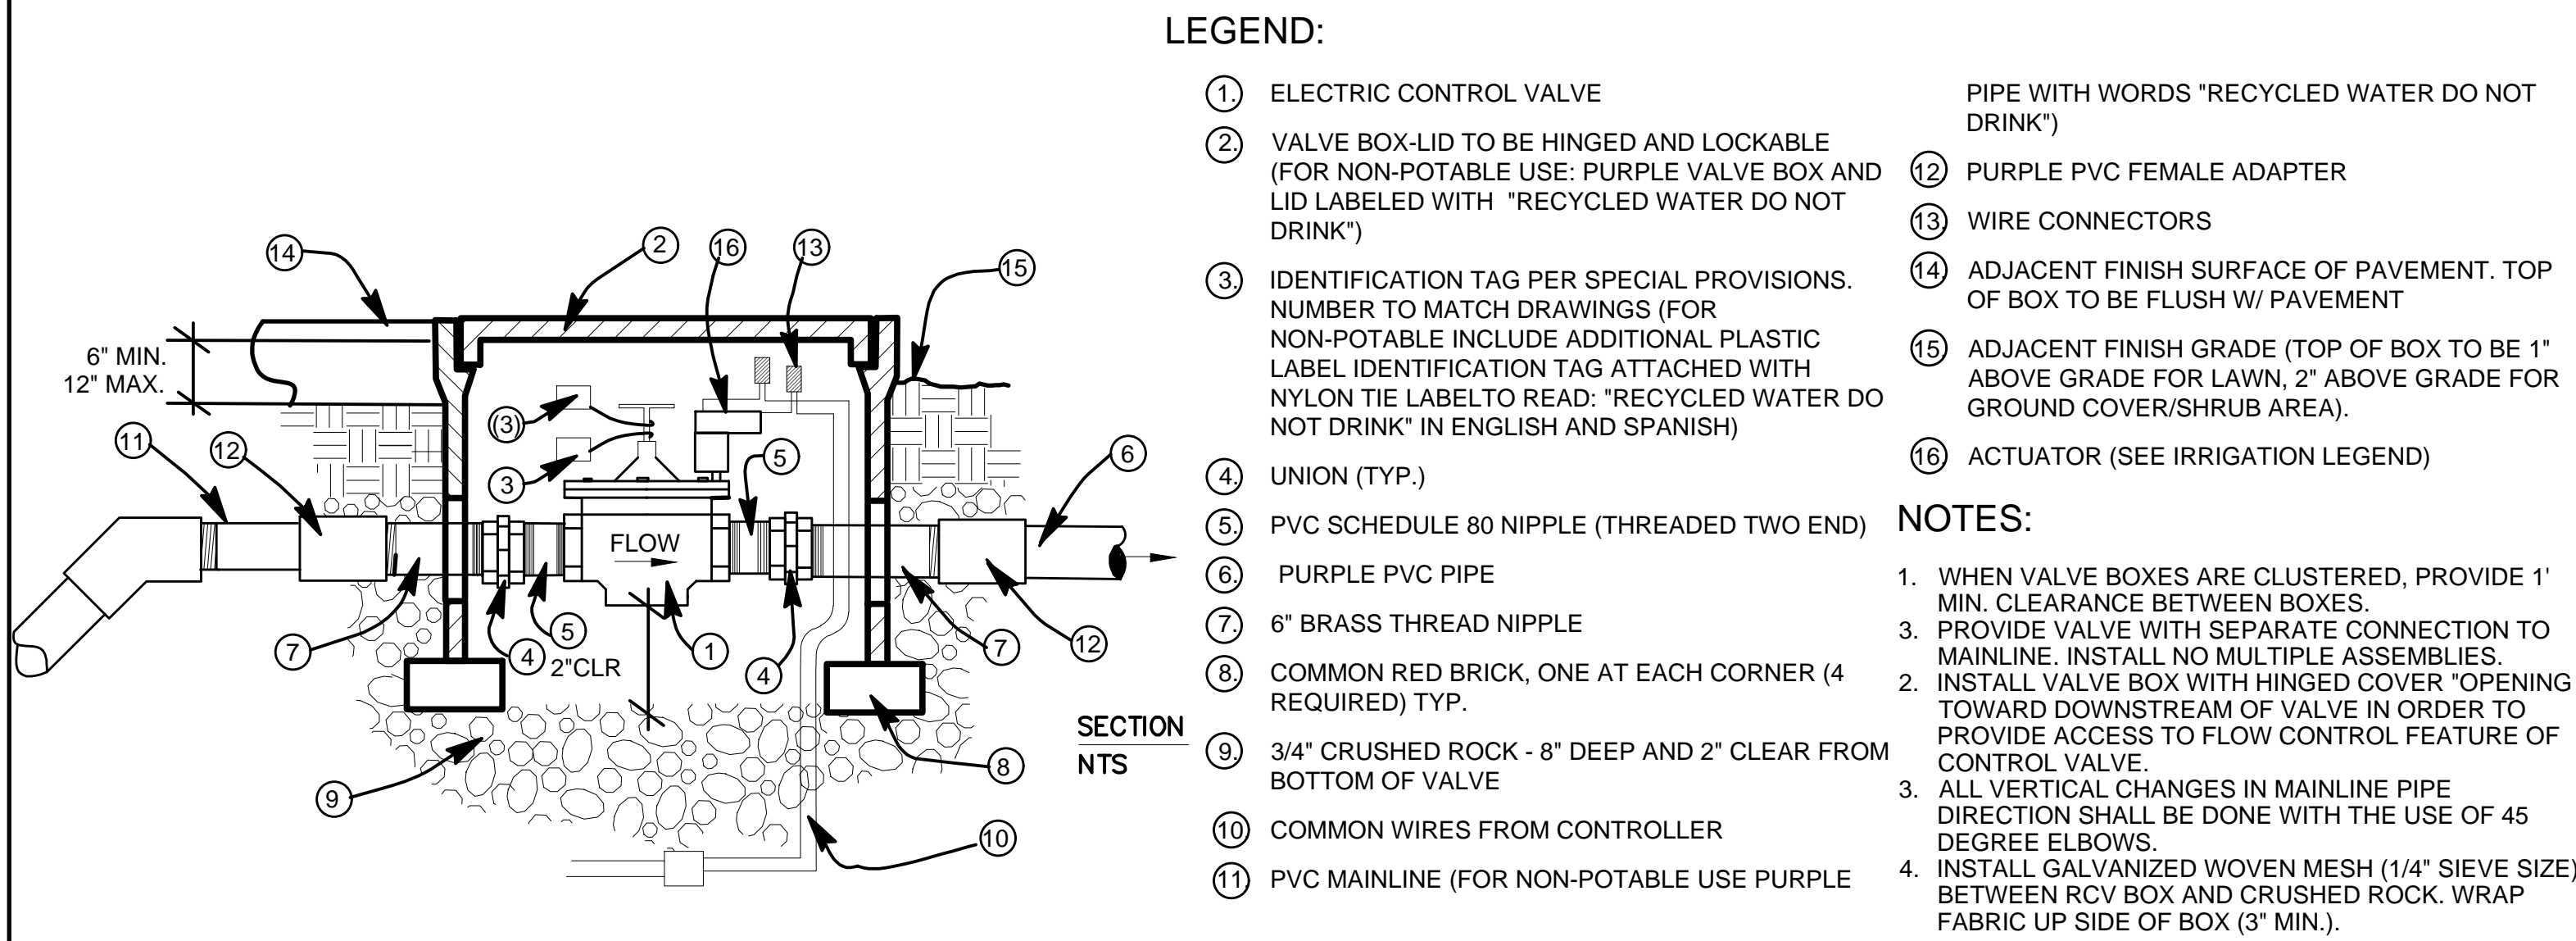 LEGEND:
1. ELECTRIC CONTROL VALVE
2. VALVE BOX-LID TO BE HINGED AND LOCKABLE
(FOR NON-POTABLE USE: PURPLE VALVE BOX AND
LID LABELED WITH "RECYCLED WATER DO NOT
DRINK")
3. IDENTIFICATION TAG PER SPECIAL PROVISIONS.
NUMBER TO MATCH DRAWINGS (FOR
NON-POTABLE INCLUDE ADDITIONAL PLASTIC
LABEL IDENTIFICATION TAG ATTACHED WITH
NYLON TIE LABELTO READ: "RECYCLED WATER DO
NOT DRINK" IN ENGLISH AND SPANISH)
4. UNION (TYP.)
5. PVC SCHEDULE 80 NIPPLE (THREADED TWO END)
6. PURPLE PVC PIPE
7. 6" BRASS THREAD NIPPLE
8. COMMON RED BRICK, ONE AT EACH CORNER (4
REQUIRED) TYP.
9. 3/4" CRUSHED ROCK - 8" DEEP AND 2" CLEAR FROM
BOTTOM OF VALVE
10 COMMON WIRES FROM CONTROLLER
11. PVC MAINLINE (FOR NON-POTABLE USE PURPLE
PIPE WITH WORDS "RECYCLED WATER DO NOT
DRINK")
12. PURPLE PVC FEMALE ADAPTER
13. WIRE CONNECTORS
14. ADJACENT FINISH SURFACE OF PAVEMENT. TOP
OF BOX TO BE FLUSH W/ PAVEMENT
15. ADJACENT FINISH GRADE (TOP OF BOX TO BE 1"
ABOVE GRADE FOR LAWN, 2" ABOVE GRADE FOR
GROUND COVER/SHRUB AREA).
16. ACTUATOR (SEE IRRIGATION LEGEND)
NOTES:
1. WHEN VALVE BOXES ARE CLUSTERED, PROVIDE 1'
MIN. CLEARANCE BETWEEN BOXES.
3. PROVIDE VALVE WITH SEPARATE CONNECTION TO
MAINLINE. INSTALL NO MULTIPLE ASSEMBLIES.
2. INSTALL VALVE BOX WITH HINGED COVER "OPENING
TOWARD DOWNSTREAM OF VALVE IN ORDER TO
PROVIDE ACCESS TO FLOW CONTROL FEATURE OF
CONTROL VALVE.
3. ALL VERTICAL CHANGES IN MAINLINE PIPE
DIRECTION SHALL BE DONE WITH THE USE OF 45
DEGREE ELBOWS.
4. INSTALL GALVANIZED WOVEN MESH (1/4" SIEVE SIZE)
BETWEEN RCV BOX AND CRUSHED ROCK. WRAP
FABRIC UP SIDE OF BOX (3" MIN.).
14
2
16
13
15
6" MIN.
12" MAX.
(3)
11
12
3
5
6
FLOW
7
4
5
2"CLR
1
4
7
12
9
8
10
SECTION
NTS